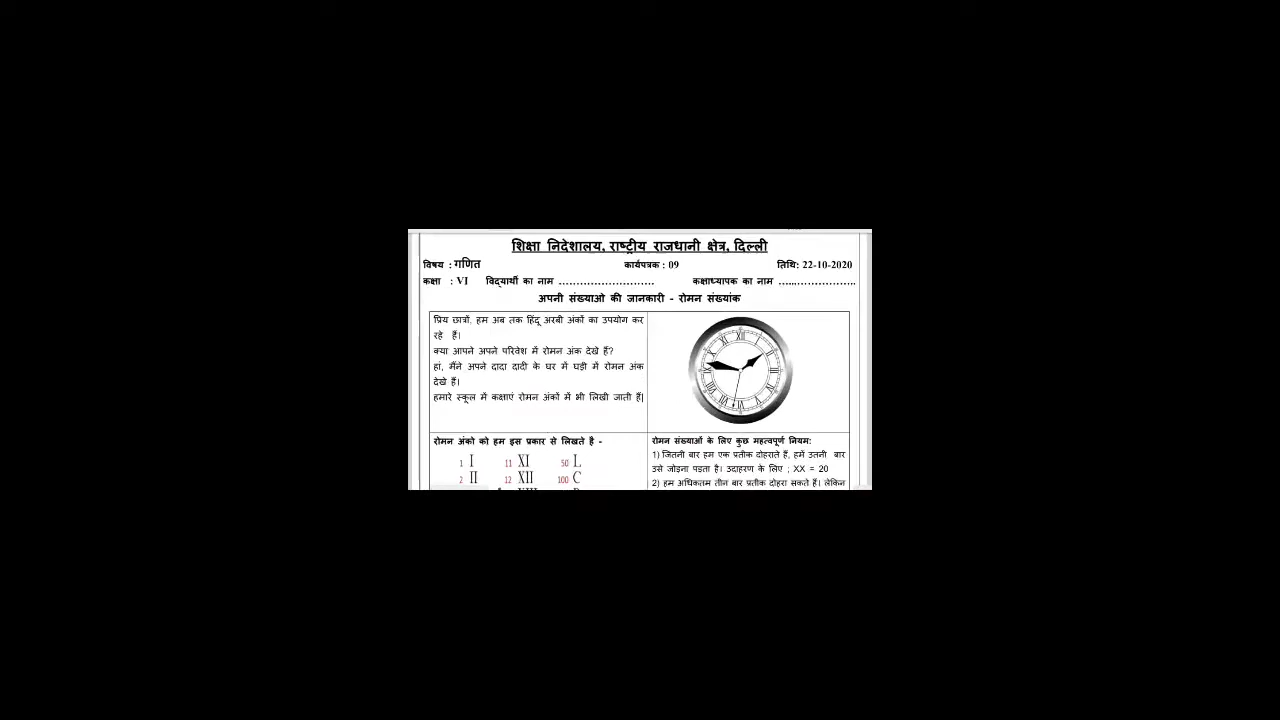 शिक्षा निदेशालय, राष्ट्रीय राजधानी क्षेत्र, दिल्ली
विषय : गणित कार्यपत्रक : 09 तिथि: 22-10-2020
कक्षा : VI विद्यार्थी का नाम ............................ कक्षाध्यापक का नाम ........................
अपनी संख्याओ की जानकारी - रोमन संख्यांक
प्रिय छात्रों, हम अब तक हिंदू अरबी अंकों का उपयोग कर
रहे हैं।
क्या आपने अपने परिवेश में रोमन अंक देखे हैं?
हां, मैंने अपने दादा दादी के घर में घड़ी में रोमन अंक
देखे हैं।
हमारे स्कूल में कक्षाएं रोमन अंकों में भी लिखी जाती हैं|
रोमन अंको को हम इस प्रकार से लिखते है -
1 I 11 XI 50 L
2 II 12 XII 100 C
रोमन संख्याओं के लिए कुछ महत्वपूर्ण नियम:
1) जितनी बार हम एक प्रतीक दोहराते हैं, हमें उतनी बार
उसे जोड़ना पड़ता है। उदाहरण के लिए ; XX = 20
2) हम अधिकतम तीन बार प्रतीक दोहरा सकते हैं। लेकिन